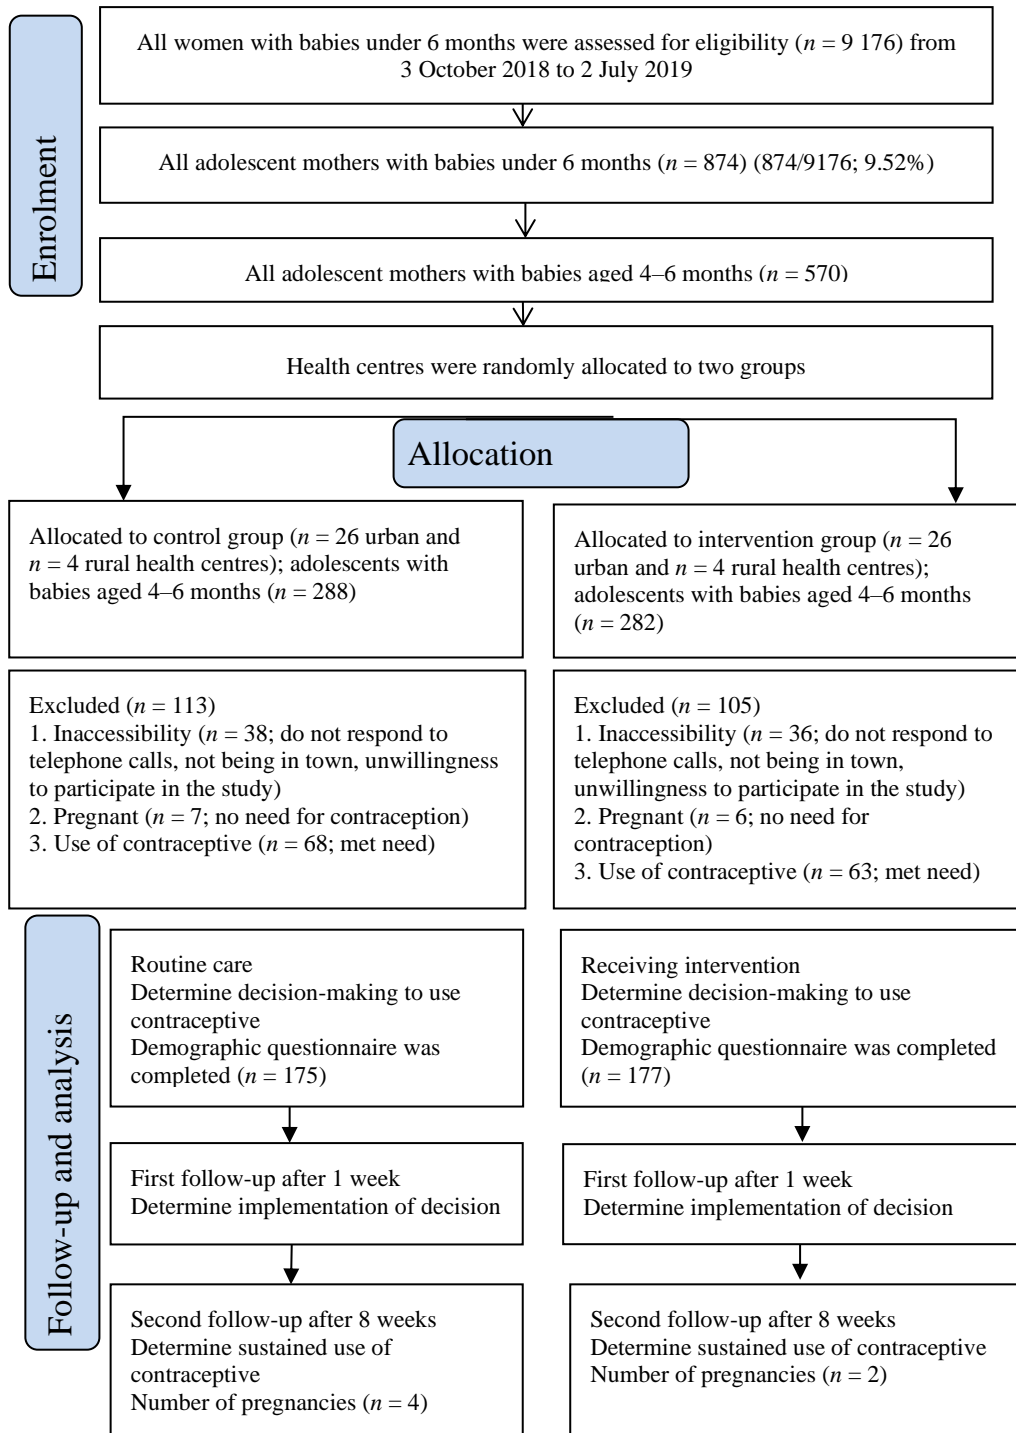 Enrolment
All women with babies under 6 months were assessed for eligibility (n = 9 176) from
3 October 2018 to 2 July 2019
All adolescent mothers with babies under 6 months (n = 874) (874/9176; 9.52%)
All adolescent mothers with babies aged 4–6 months (n = 570)
Health centres were randomly allocated to two groups
Allocation
Allocated to control group (n = 26 urban and
n = 4 rural health centres); adolescents with
babies aged 4–6 months (n = 288)
Allocated to intervention group (n = 26
urban and n = 4 rural health centres);
adolescents with babies aged 4–6 months
(n = 282)
Excluded (n = 113)
1. Inaccessibility (n = 38; do not respond to
telephone calls, not being in town, unwillingness
to participate in the study)
2. Pregnant (n = 7; no need for contraception)
3. Use of contraceptive (n = 68; met need)
Excluded (n = 105)
1. Inaccessibility (n = 36; do not respond to
telephone calls, not being in town,
unwillingness to participate in the study)
2. Pregnant (n = 6; no need for
contraception)
3. Use of contraceptive (n = 63; met need)
Follow-up and analysis
Routine care
Determine decision-making to use
contraceptive
Demographic questionnaire was
completed (n = 175)
Receiving intervention
Determine decision-making to use
contraceptive
Demographic questionnaire was completed
(n = 177)
First follow-up after 1 week
Determine implementation of decision
First follow-up after 1 week
Determine implementation of decision
Second follow-up after 8 weeks
Determine sustained use of
contraceptive
Number of pregnancies (n = 4)
Second follow-up after 8 weeks
Determine sustained use of contraceptive
Number of pregnancies (n = 2)